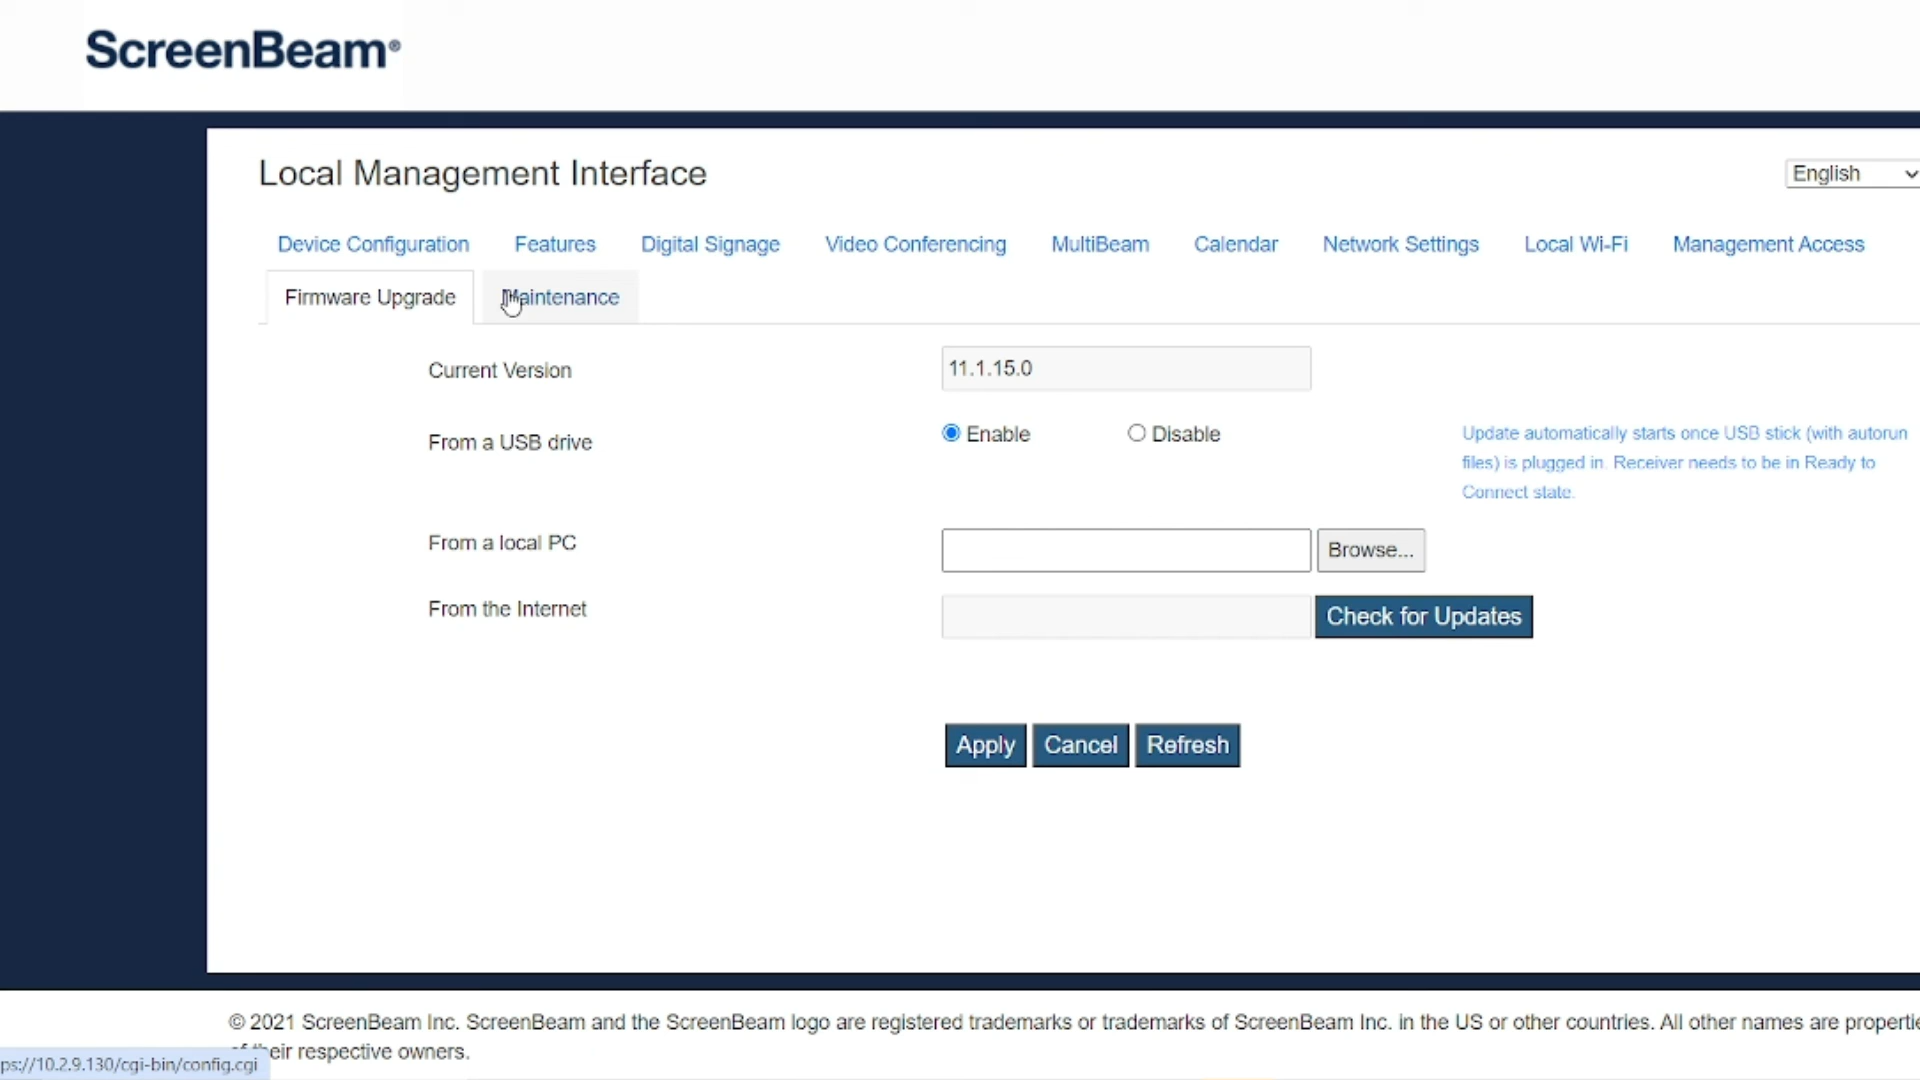 ScreenBeam®
Local Management Interface
English
Device Configuration Features Digital Signage Video Conferencing MultiBeam Calendar Network Settings Local Wi-Fi Management Access
Firmware Upgrade Maintenance
Current Version 11.1.15.0
From a USB drive Enable Disable
Update automatically starts once USB stick (with autorun
files) is plugged in. Receiver needs to be in Ready to
Connect state.
From a local PC Browse...
From the Internet Check for Updates
Apply Cancel Refresh
© 2021 ScreenBeam Inc. ScreenBeam and the ScreenBeam logo are registered trademarks or trademarks of ScreenBeam Inc. in the US or other countries. All other names are
respective owners.
ps://10.2.9.130/cgi-bin/config.cgi